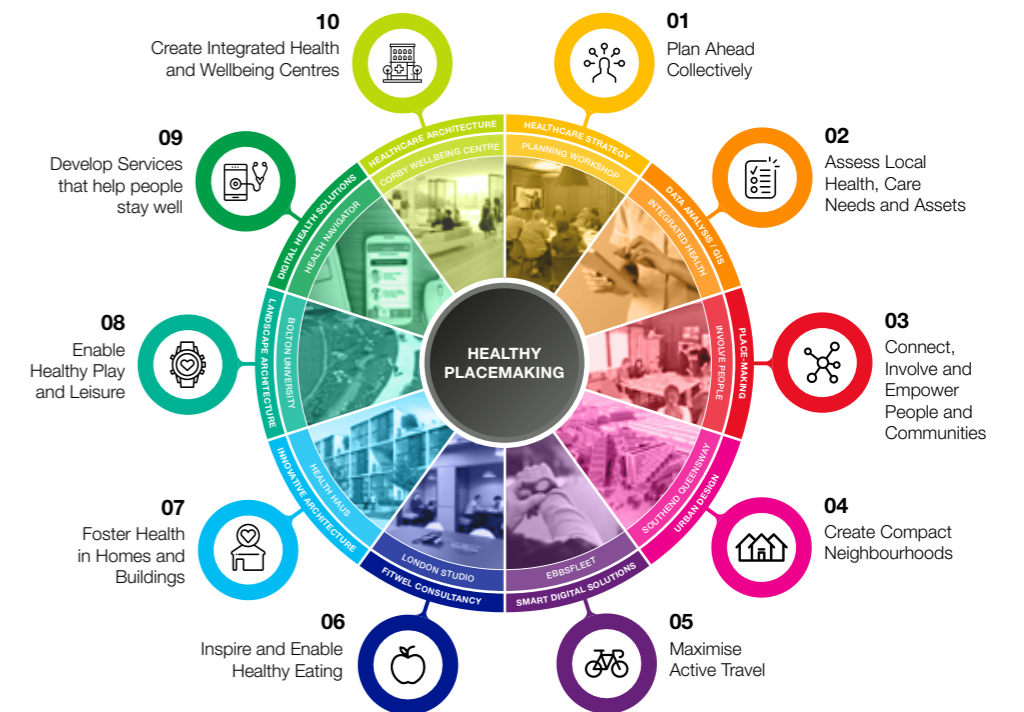 HEALTHY
PLACEMAKING
01
Plan Ahead
Collectively
HEALTHCARE STRATEGY
PLANNING WORKSHOP
02
Assess Local
Health, Care
Needs and Assets
DATA ANALYSIS / GIS
INTEGRATED HEALTH
03
Connect,
Involve and
Empower
People and
Communities
PLACE-MAKING
INVOLVE PEOPLE
04
Create Compact
Neighbourhoods
URBAN DESIGN
SOUTHEND QUEENSWAY
05
Maximise
Active Travel
SMART DIGITAL SOLUTIONS
EBBSFLEET
06
Inspire and Enable
Healthy Eating
FITWEL CONSULTANCY
LONDON STUDIO
07
Foster Health
in Homes and
Buildings
INNOVATIVE ARCHITECTURE
HEALTH HAUS
08
Enable
Healthy Play
and Leisure
LANDSCAPE ARCHITECTURE
BOLTON UNIVERSITY
09
Develop Services
that help people
stay well
DIGITAL HEALTH SOLUTIONS
HEALTH NAVIGATOR
10
Create Integrated Health
and Wellbeing Centres
HEALTHCARE ARCHITECTURE
CORBY WELLBEING CENTRE